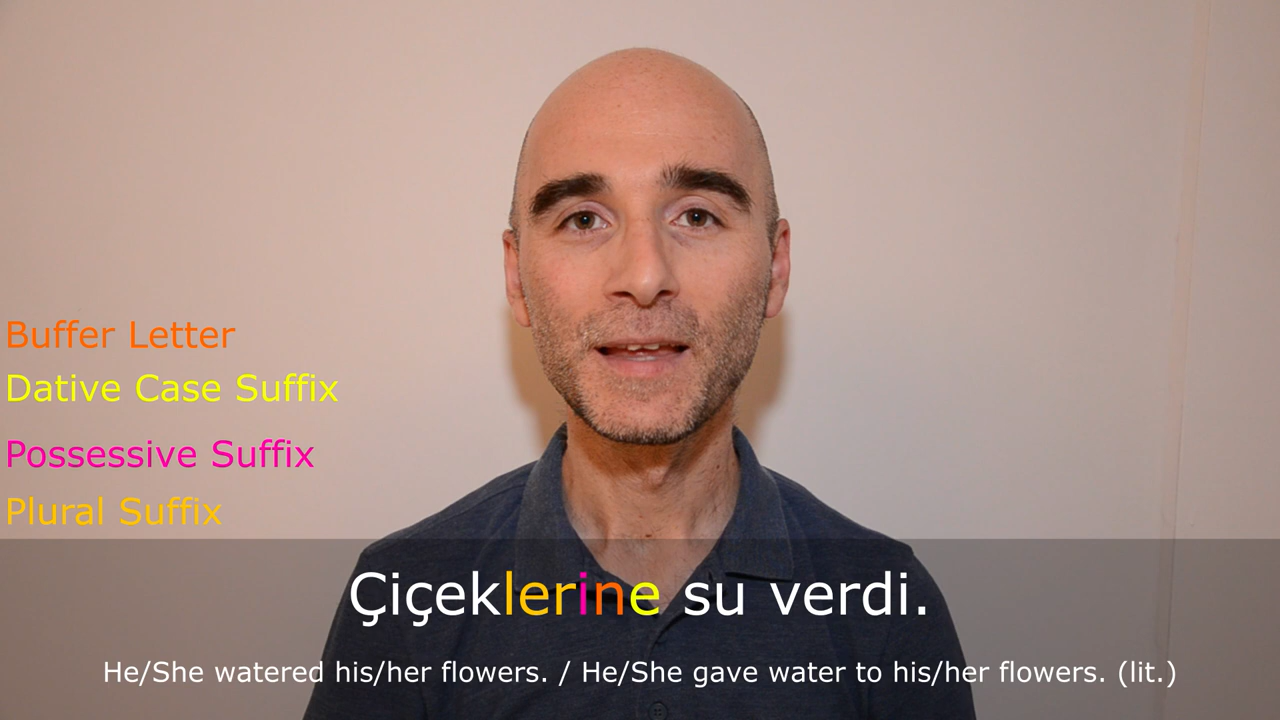 Buffer Letter
Dative Case Suffix
Possessive Suffix
Plural Suffix
Çiçeklerine su verdi.
He/She watered his/her flowers. / He/She gave water to his/her flowers. (lit.)